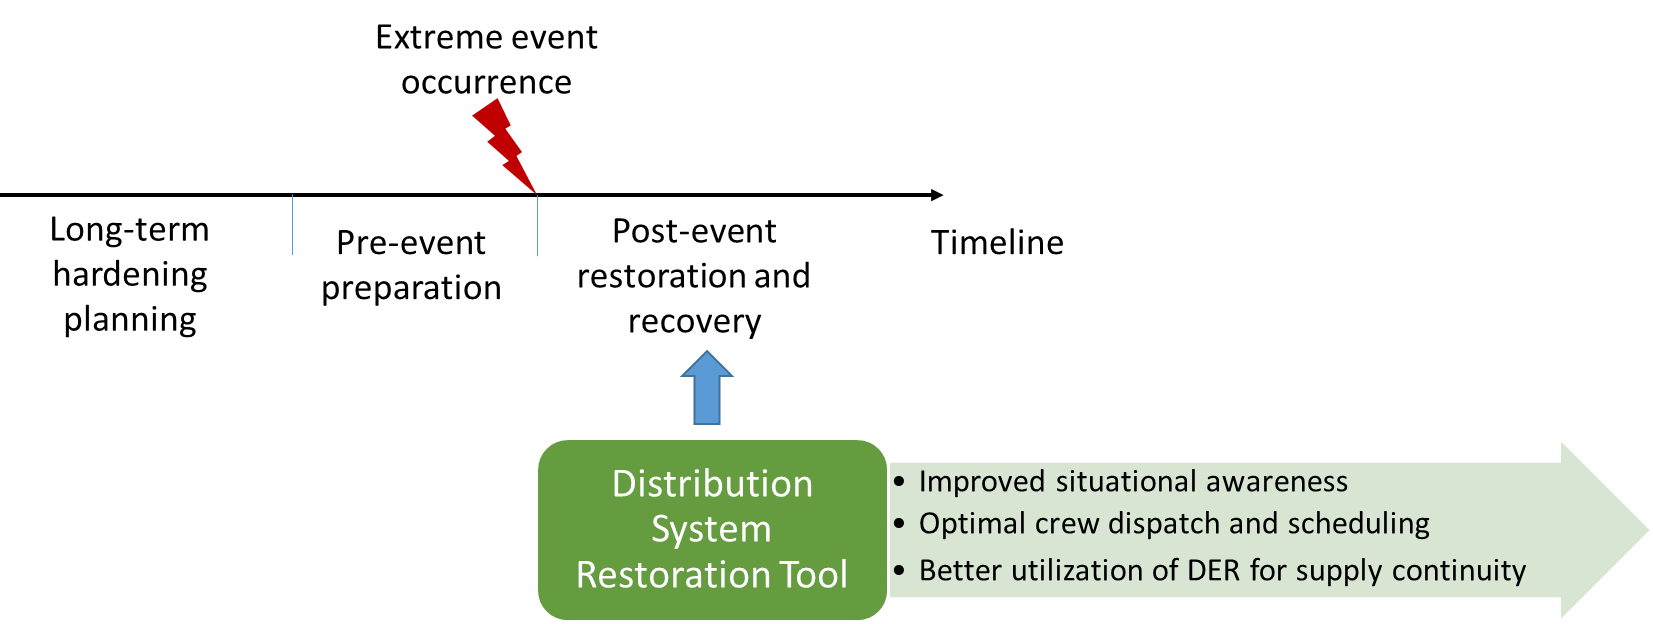 Extreme event
occurrence
Long-term
hardening
planning
Pre-event
preparation
Post-event
restoration and
recovery
Timeline
Distribution
System
Restoration Tool
• Improved situational awareness
• Optimal crew dispatch and scheduling
• Better utilization of DER for supply continuity